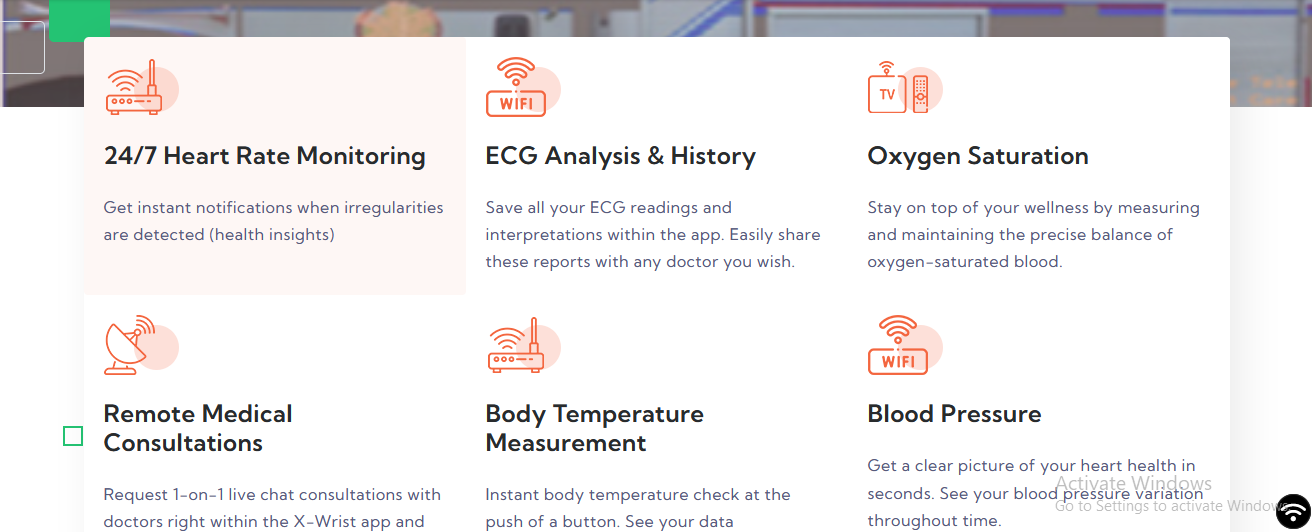 WIFI
TV
24/7 Heart Rate Monitoring
ECG Analysis & History
Oxygen Saturation
Get instant notifications when irregularities
are detected (health insights)
Save all your ECG readings and
interpretations within the app. Easily share
these reports with any doctor you wish.
Stay on top of your wellness by measuring
and maintaining the precise balance of
oxygen-saturated blood.
WIFI
Remote Medical
Consultations
Body Temperature
Measurement
Blood Pressure
Request 1-on-1 live chat consultations with
doctors right within the X-Wrist app and
Instant body temperature check at the
push of a button. See your data
Get a clear picture of your heart health in
seconds. See your blood pressure variation
throughout time.
Activate Windows
Go to Settings to activate Windows.